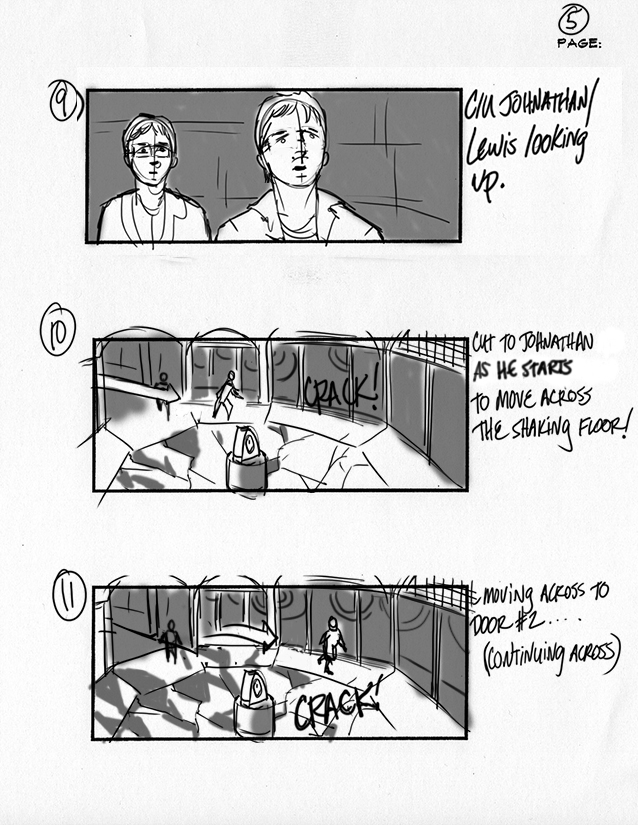 5
PAGE:
9
C/U JOHNATHAN/
Lewis looking
up.
10
CUT TO JOHNATHAN
AS HE STARTS
TO MOVE ACROSS
THE SHAKING FLOOR!
CRACK!
11
MOVING ACROSS TO
DOOR #2.....
(CONTINUING ACROSS)
CRACK!